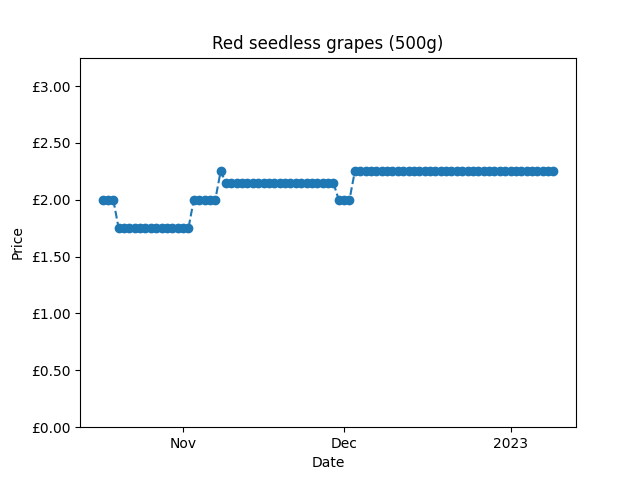 Red seedless grapes (500g)
£3.00
£2.50
£2.00
£1.50
£1.00
£0.50
£0.00
Price
Nov
Dec
2023
Date